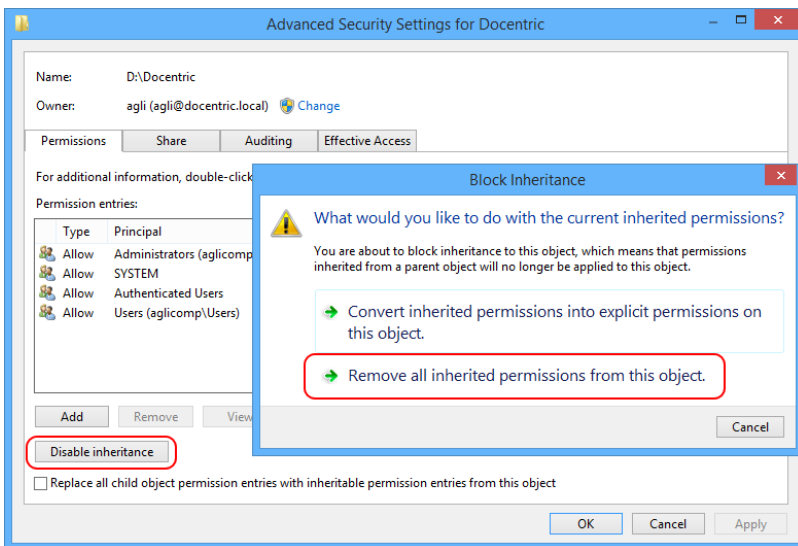 Advanced Security Settings for Docentric
Name: D:\Docentric
Owner: agli (agli@docentric.local) Change
Permissions Share Auditing Effective Access
For additional information, double-click
Permission entries:
Type Principal
Allow Administrators (aglicomp
Allow SYSTEM
Allow Authenticated Users
Allow Users (aglicomp\Users)
Add Remove View
Disable inheritance
Replace all child object permission entries with inheritable permission entries from this object
OK Cancel Apply
Block Inheritance
What would you like to do with the current inherited permissions?
You are about to block inheritance to this object, which means that permissions
inherited from a parent object will no longer be applied to this object.
Convert inherited permissions into explicit permissions on
this object.
Remove all inherited permissions from this object.
Cancel